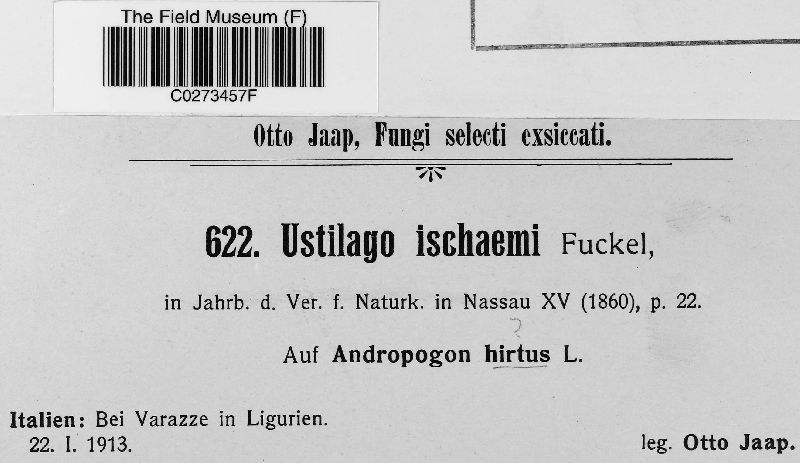 The Field Museum (F)
C0273457F
Otto Jaap, Fungi selecti exsiccati.
622. Ustilago ischaemi Fuckel,
in Jahrb. d. Ver. f. Naturk. in Nassau XV (1860), p. 22.
?
Auf Andropogon hirtus L.
Italien: Bei Varazze in Ligurien.
22. I. 1913.
leg. Otto Jaap.